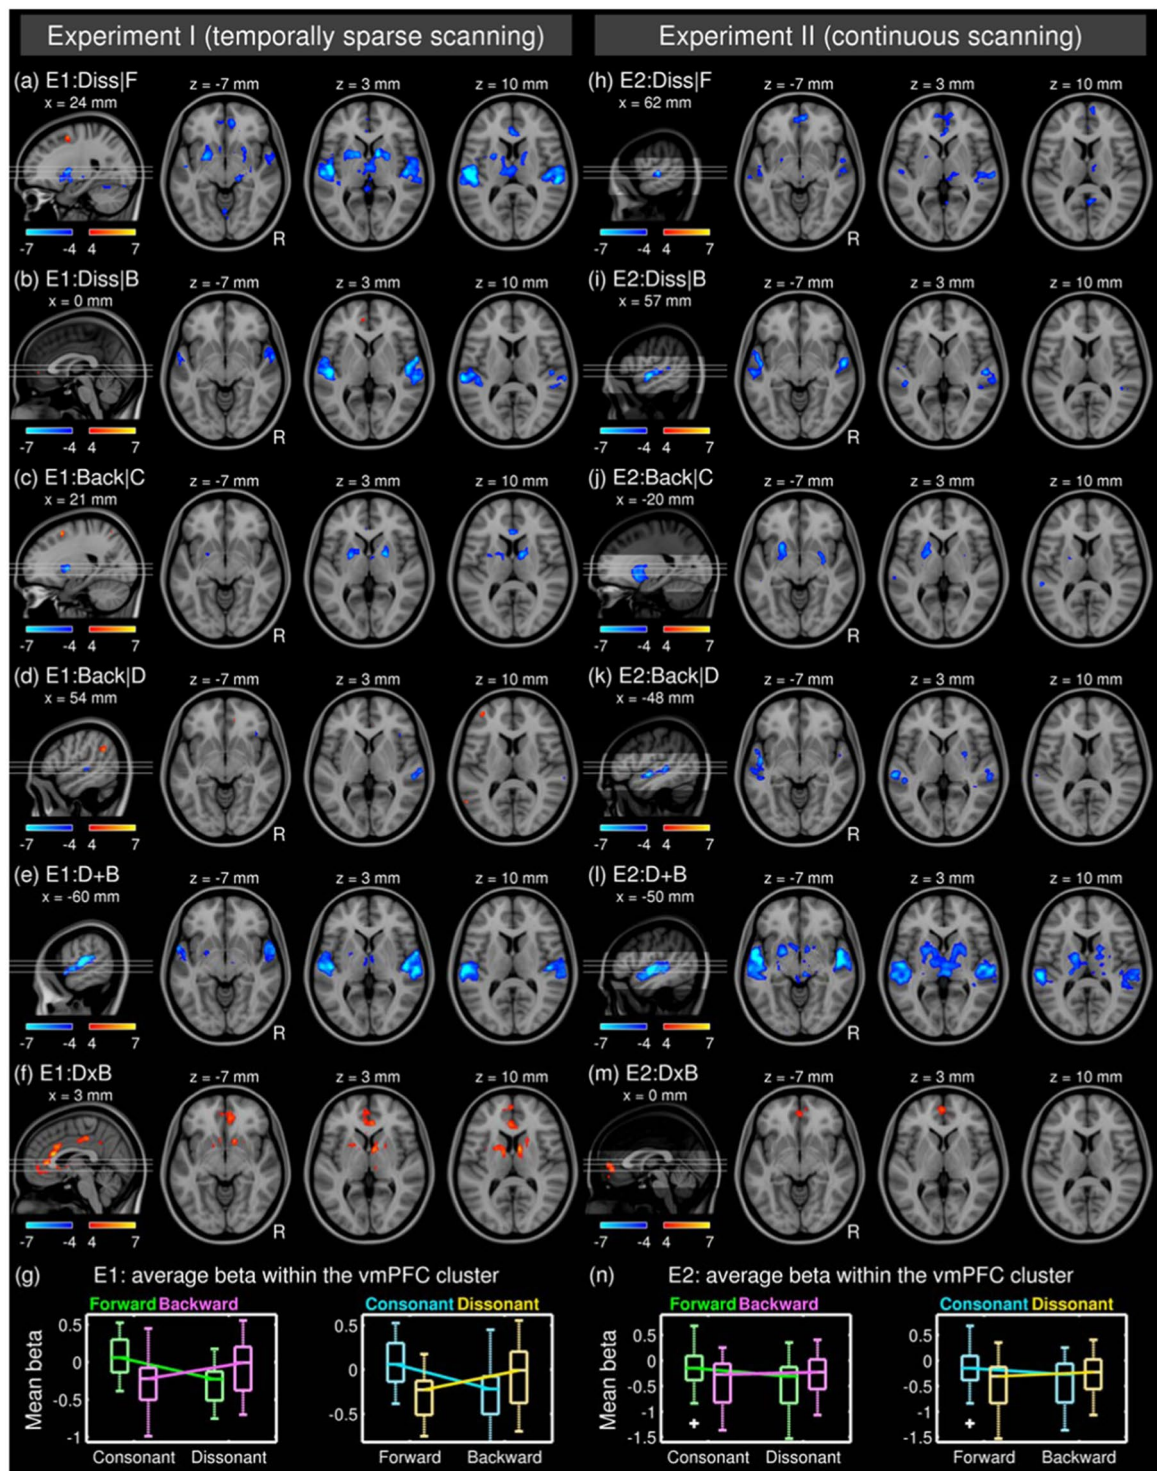 Experiment I (temporally sparse scanning)
Experiment II (continuous scanning)
(a) E1:Diss|F
x = 24 mm
z = -7 mm
z = 3 mm
z = 10 mm
R
-7 -4 4 7
(h) E2:Diss|F
x = 62 mm
z = -7 mm
z = 3 mm
z = 10 mm
R
-7 -4 4 7
(b) E1:Diss|B
x = 0 mm
z = -7 mm
z = 3 mm
z = 10 mm
R
-7 -4 4 7
(i) E2:Diss|B
x = 57 mm
z = -7 mm
z = 3 mm
z = 10 mm
R
-7 -4 4 7
(c) E1:Back|C
x = 21 mm
z = -7 mm
z = 3 mm
z = 10 mm
R
-7 -4 4 7
(j) E2:Back|C
x = -20 mm
z = -7 mm
z = 3 mm
z = 10 mm
R
-7 -4 4 7
(d) E1:Back|D
x = 54 mm
z = -7 mm
z = 3 mm
z = 10 mm
R
-7 -4 4 7
(k) E2:Back|D
x = -48 mm
z = -7 mm
z = 3 mm
z = 10 mm
R
-7 -4 4 7
(e) E1:D+B
x = -60 mm
z = -7 mm
z = 3 mm
z = 10 mm
R
-7 -4 4 7
(l) E2:D+B
x = -50 mm
z = -7 mm
z = 3 mm
z = 10 mm
R
-7 -4 4 7
(f) E1:DxB
x = 3 mm
z = -7 mm
z = 3 mm
z = 10 mm
R
-7 -4 4 7
(m) E2:DxB
x = 0 mm
z = -7 mm
z = 3 mm
z = 10 mm
R
-7 -4 4 7
(g) E1: average beta within the vmPFC cluster
Forward Backward
Mean beta
0.5
0
-0.5
-1
Consonant Dissonant
Consonant Dissonant
0.5
0
-0.5
Forward Backward
(n) E2: average beta within the vmPFC cluster
Forward Backward
Mean beta
0.5
0
-0.5
-1
-1.5
Consonant Dissonant
Consonant Dissonant
0.5
0
-0.5
-1
-1.5
Forward Backward